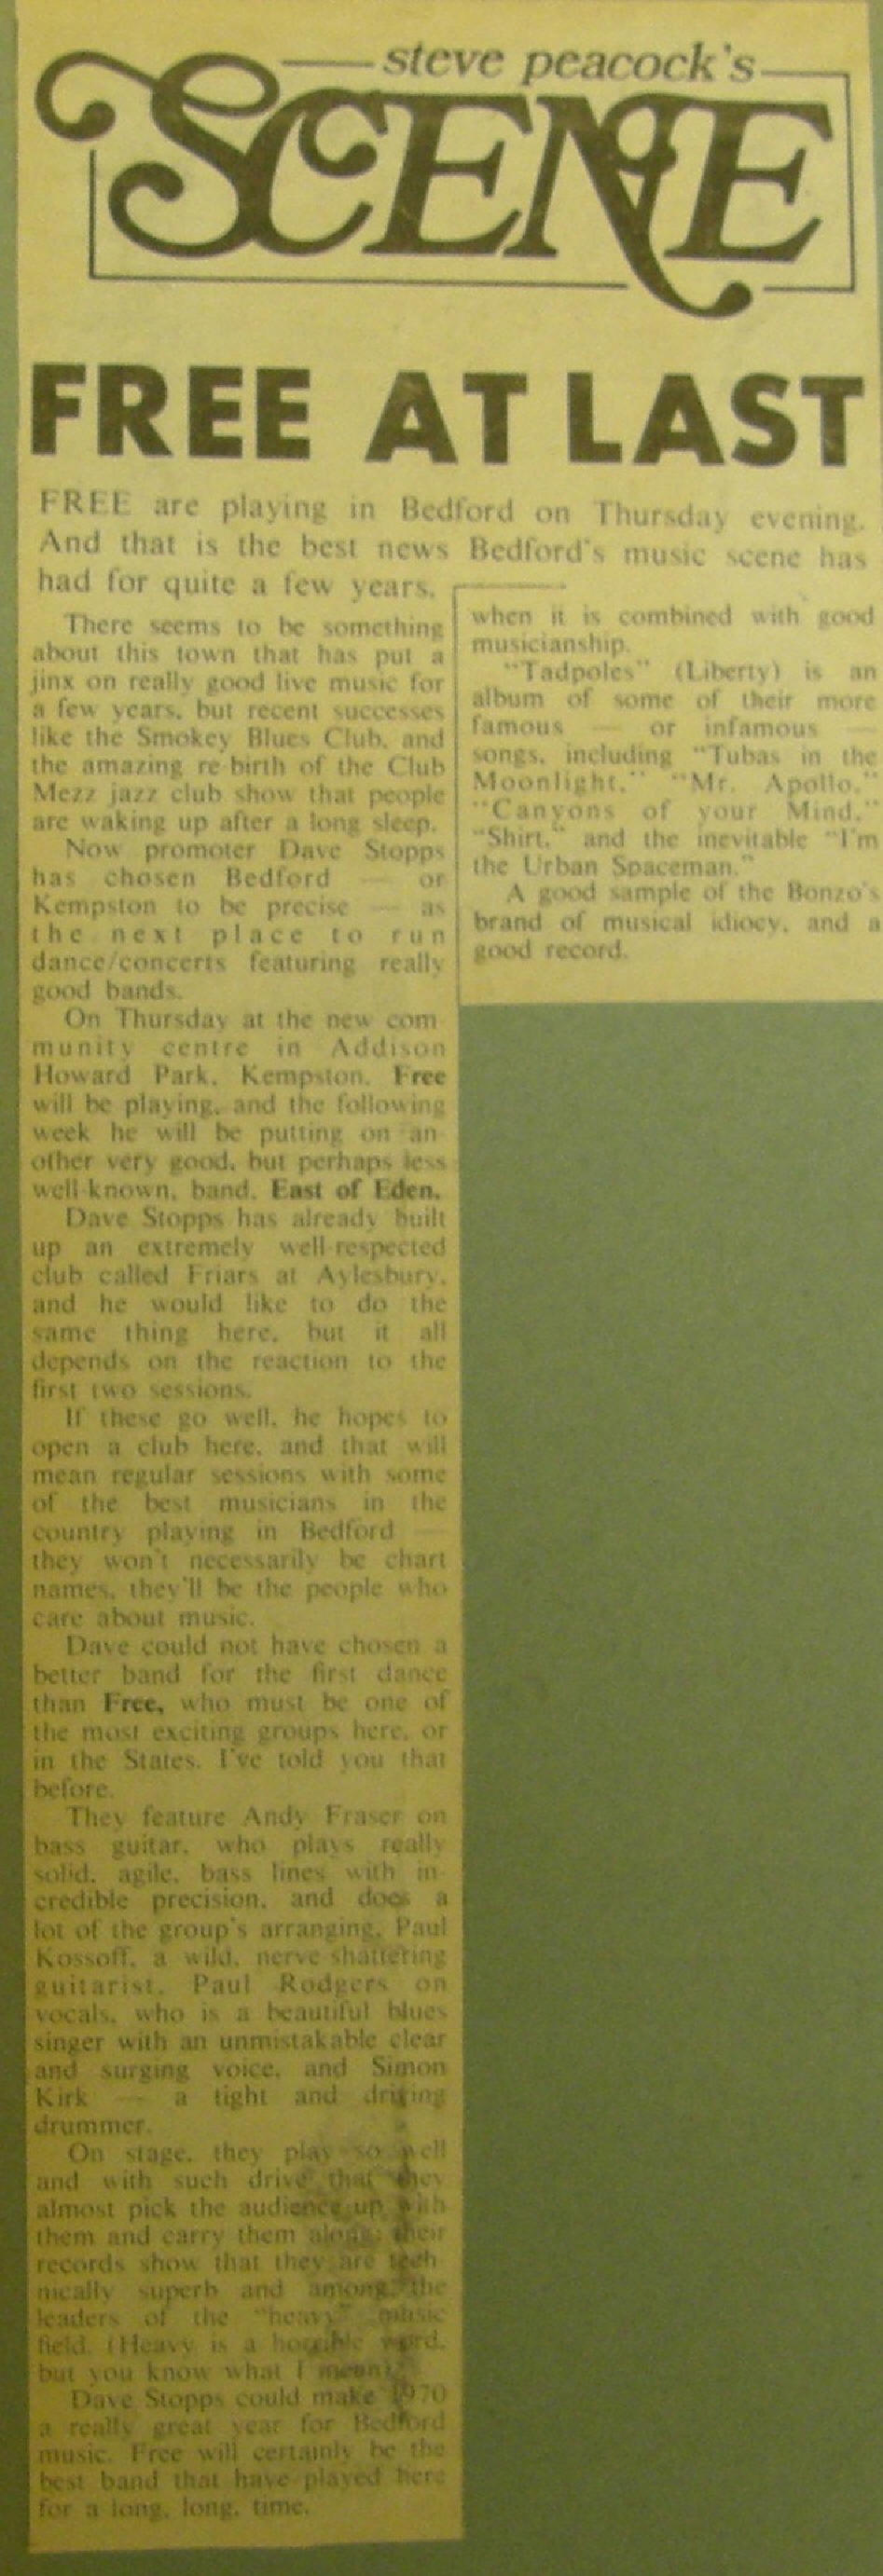 steve peacock's
SCENE
FREE AT LAST
FREE are playing in Bedford on Thursday evening.
And that is the best news Bedford's music scene has
had for quite a few years.
There seems to be something
about this town that has put a
jinx on really good live music for
a few years, but recent successes
like the Smokey Blues Club, and
the amazing re-birth of the Club
Mezz jazz club show that people
are waking up after a long sleep.
Now promoter Dave Stopps
has chosen Bedford — or
Kempston to be precise — as
the next place to run
dance/concerts featuring really
good bands.
On Thursday at the new com-
munity centre in Addison
Howard Park, Kempston, Free
will be playing, and the following
week he will be putting on an-
other very good, but perhaps less
well-known, band, East of Eden.
Dave Stopps has already built
up an extremely well-respected
club called Friars at Aylesbury,
and he would like to do the
same thing here, but it all
depends on the reaction to the
first two sessions.
If these go well, he hopes to
open a club here, and that will
mean regular sessions with some
of the best musicians in the
country playing in Bedford —
they won't necessarily be chart
names, they'll be the people who
care about music.
Dave could not have chosen a
better band for the first dance
than Free, who must be one of
the most exciting groups here, or
in the States. I've told you that
before.
They feature Andy Fraser on
bass guitar, who plays really
solid, agile, bass lines with in-
credible precision, and does a
lot of the group's arranging, Paul
Kossoff, a wild, nerve-shattering
guitarist, Paul Rodgers on
vocals, who is a beautiful blues
singer with an unmistakable clear
and surging voice, and Simon
Kirk — a tight and driving
drummer.
On stage, they play so well
and with such drive that they
almost pick the audience up with
them and carry them along; their
records show that they are tech-
nically superb and among the
leaders of the "heavy" music
field. (Heavy is a horrible word,
but you know what I mean).
Dave Stopps could make 1970
a really great year for Bedford
music. Free will certainly be the
best band that have played here
for a long, long, time.
when it is combined with good
musicianship.
"Tadpoles" (Liberty) is an
album of some of their more
famous — or infamous —
songs, including "Tubas in the
Moonlight," "Mr. Apollo,"
"Canyons of your Mind,"
"Shirt," and the inevitable "I'm
the Urban Spaceman."
A good sample of the Bonzo's
brand of musical idiocy, and a
good record.